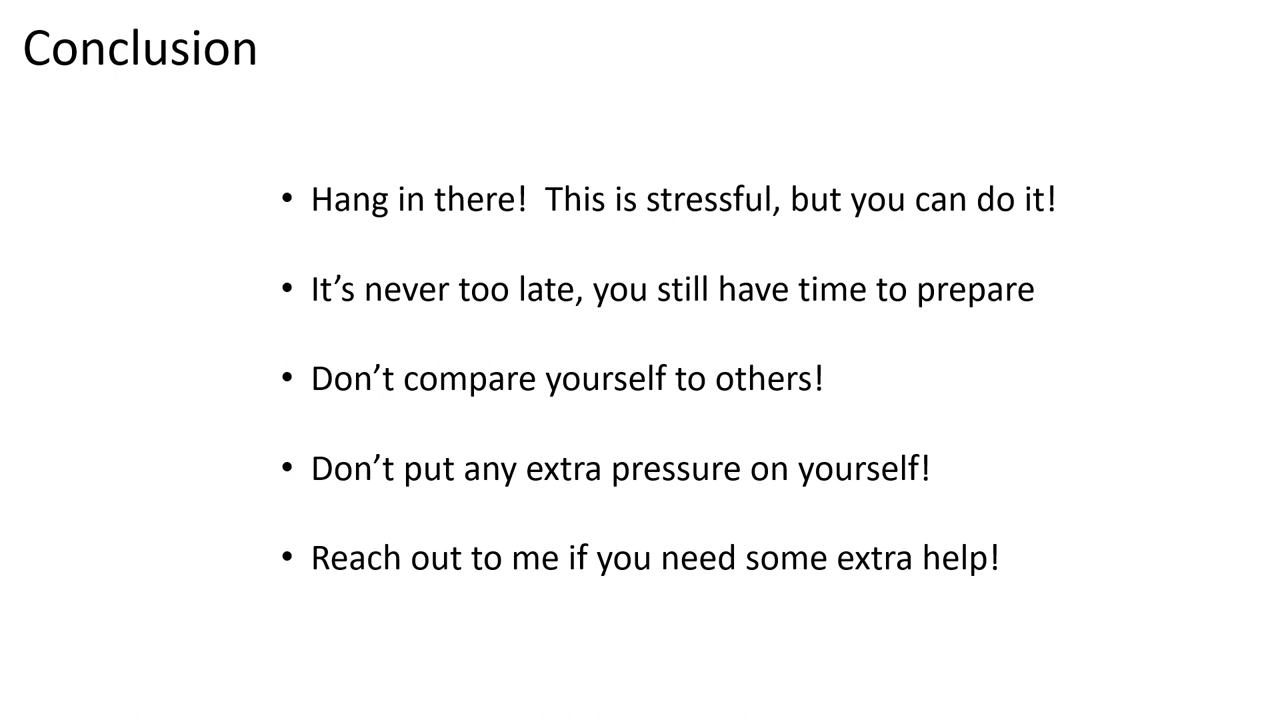 Conclusion
• Hang in there!  This is stressful, but you can do it!
• It’s never too late, you still have time to prepare
• Don’t compare yourself to others!
• Don’t put any extra pressure on yourself!
• Reach out to me if you need some extra help!